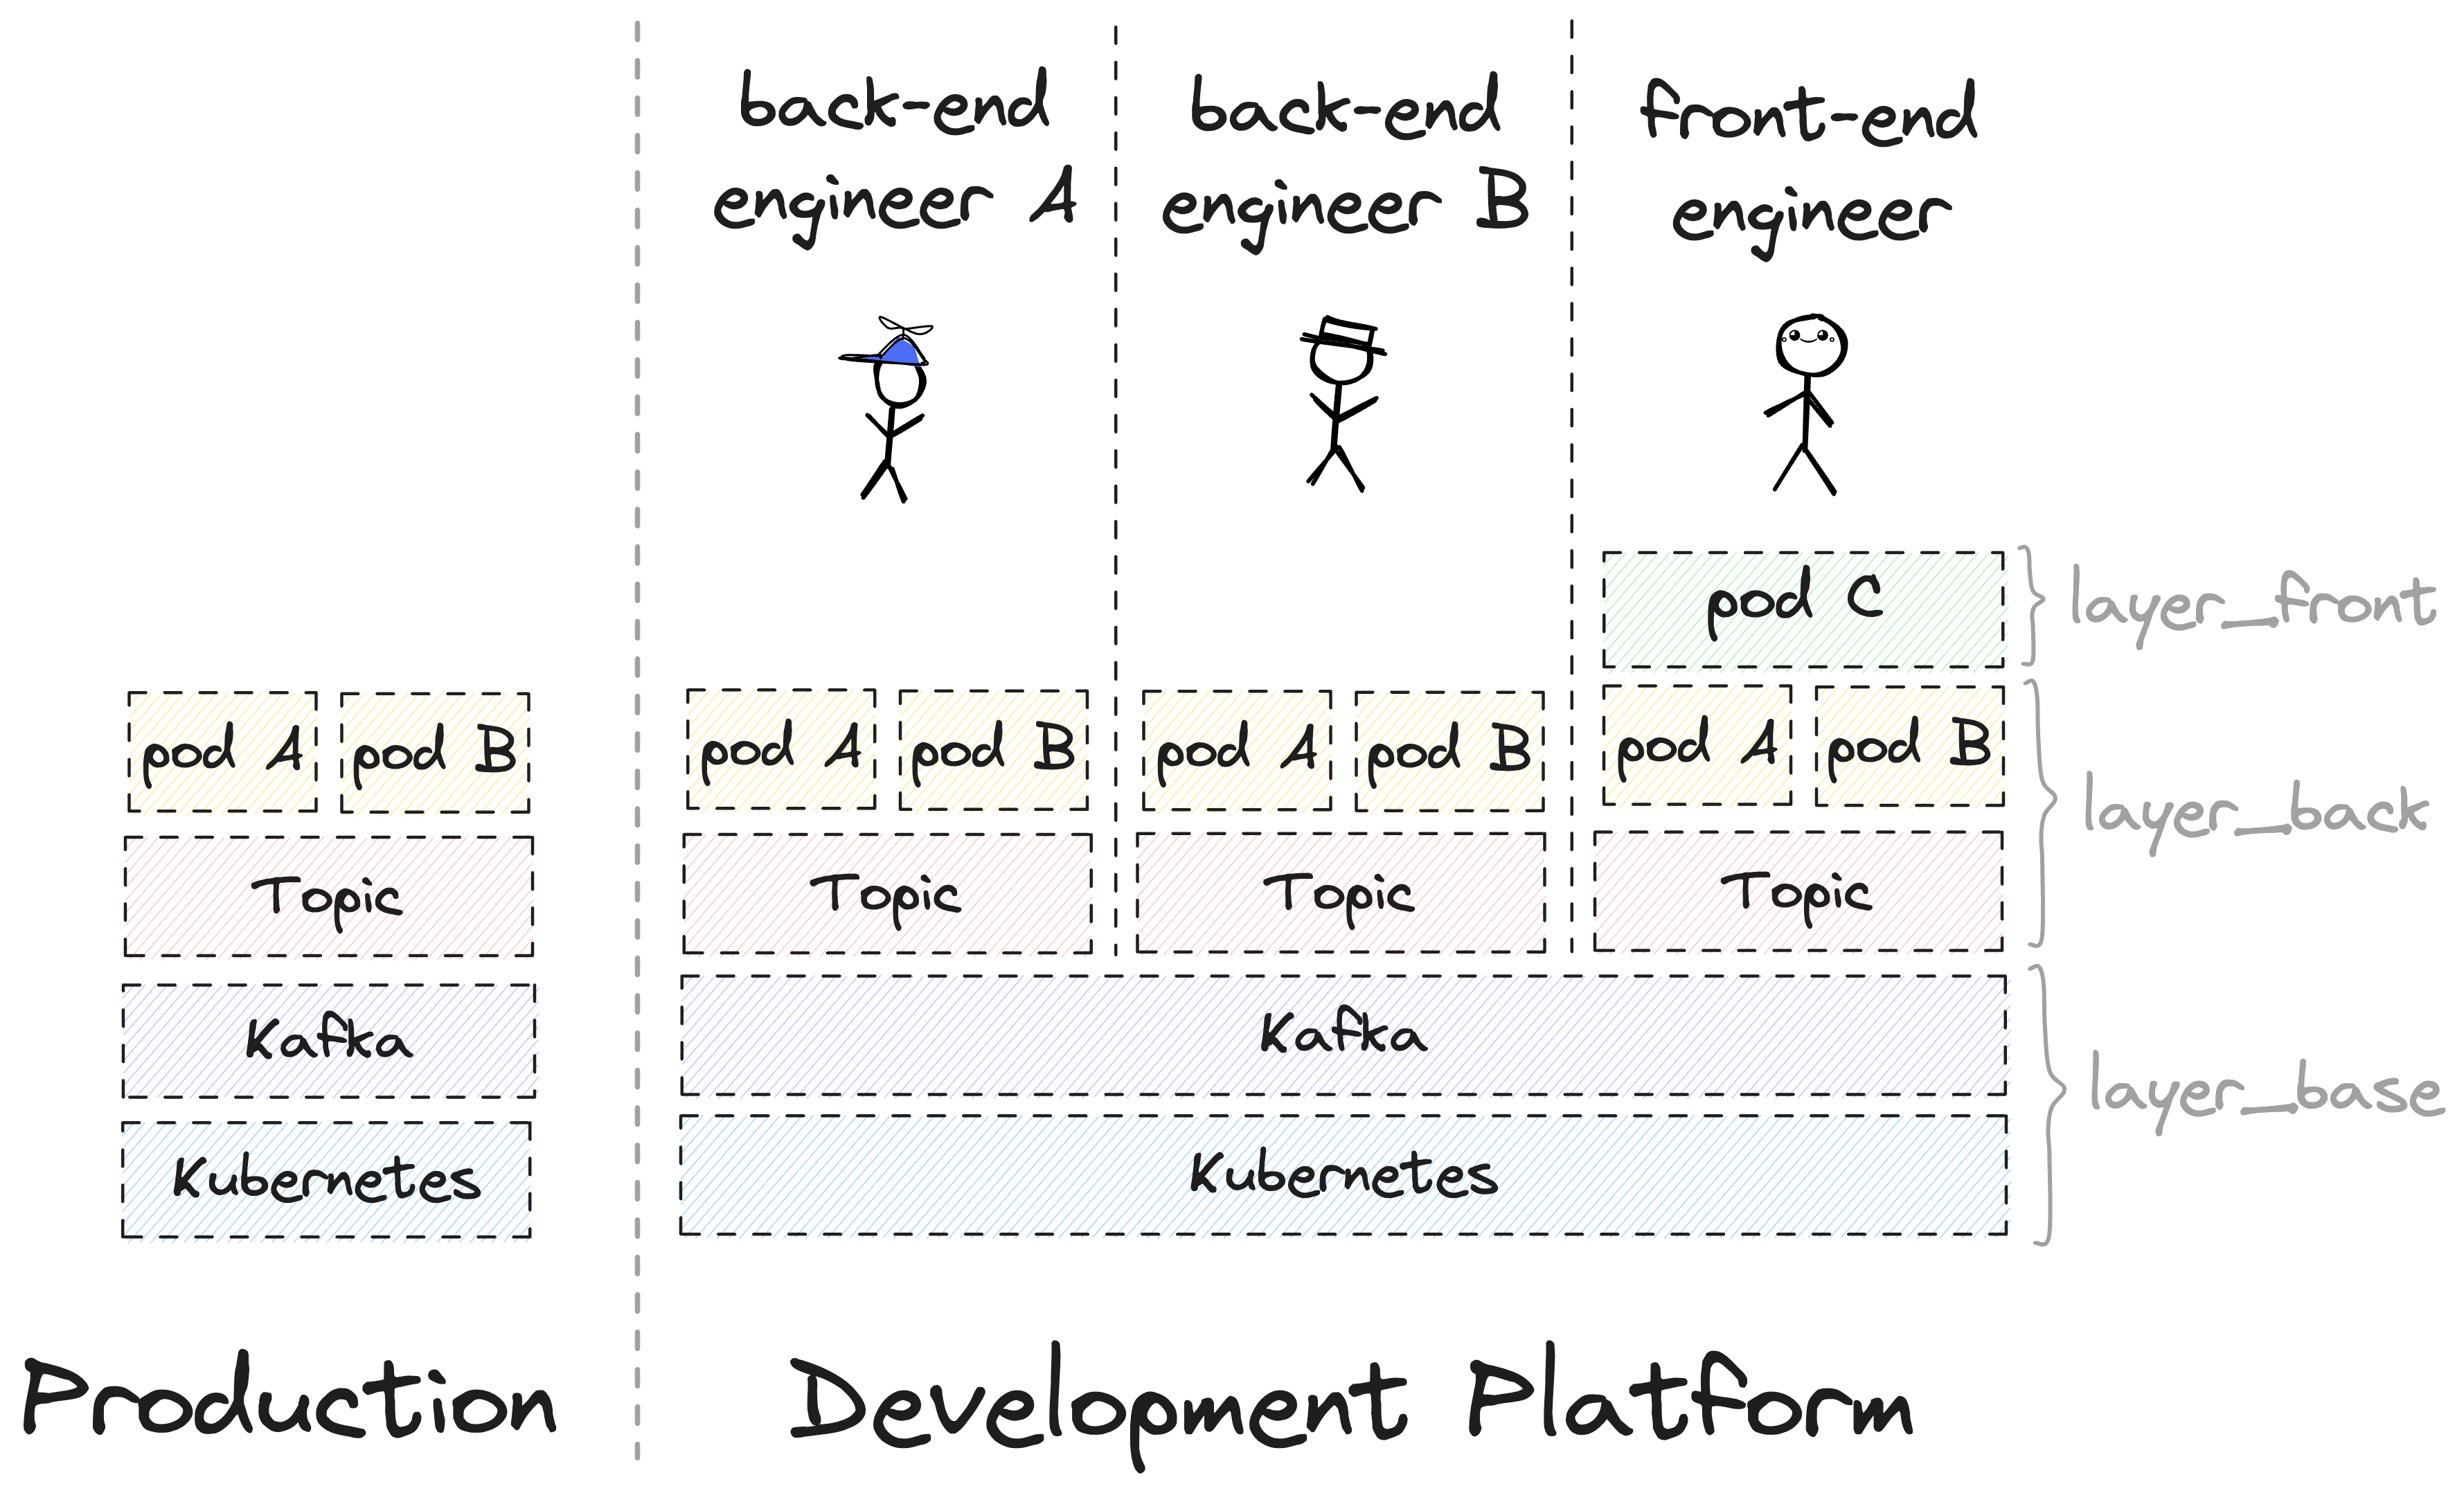 back-end
engineer A
back-end
engineer B
front-end
engineer
pod C
layer_front
pod A
pod B
pod A
pod B
pod A
pod B
pod A
pod B
layer_back
Topic
Topic
Topic
Topic
Kafka
Kafka
layer_base
Kubernetes
Kubernetes
Production
Development Platform